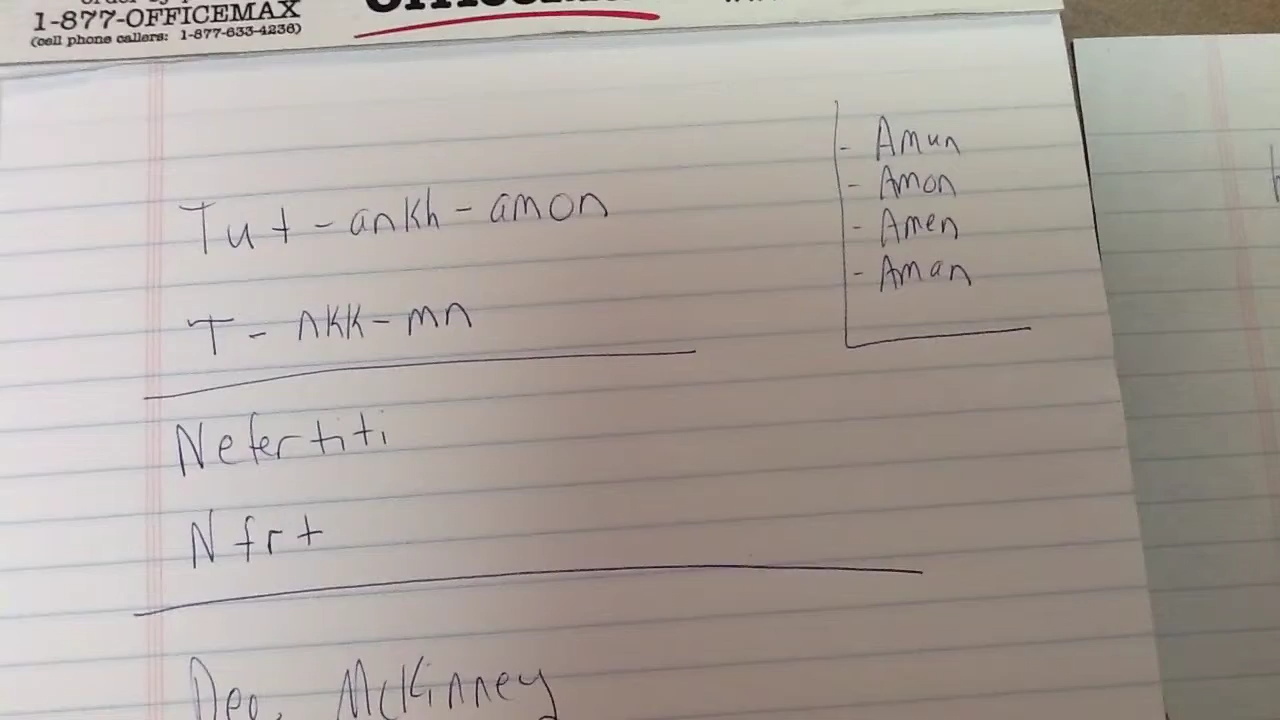 1-877-OFFICEMAX
(cell phone callers: 1-877-633-4236)
Tut-ankh-amon
T-nKK-mn
Nefertiti
Nfrt
McKinney
- Amun
- Amon
- Amen
- Aman